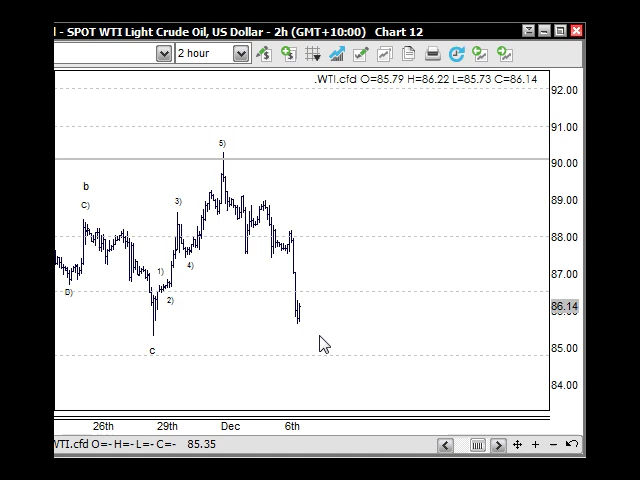 - SPOT WTI Light Crude Oil, US Dollar - 2h (GMT+10:00) Chart 12
2 hour
.WTI.cfd O=85.79 H=86.22 L=85.73 C=86.14
92.00
91.00
5)
90.00
b
3)
89.00
C)
88.00
4)
1)
87.00
D)
2)
86.14
C
85.00
84.00
26th 29th Dec 6th
WTI.cfd O=- H=- L=- C=- 85.35